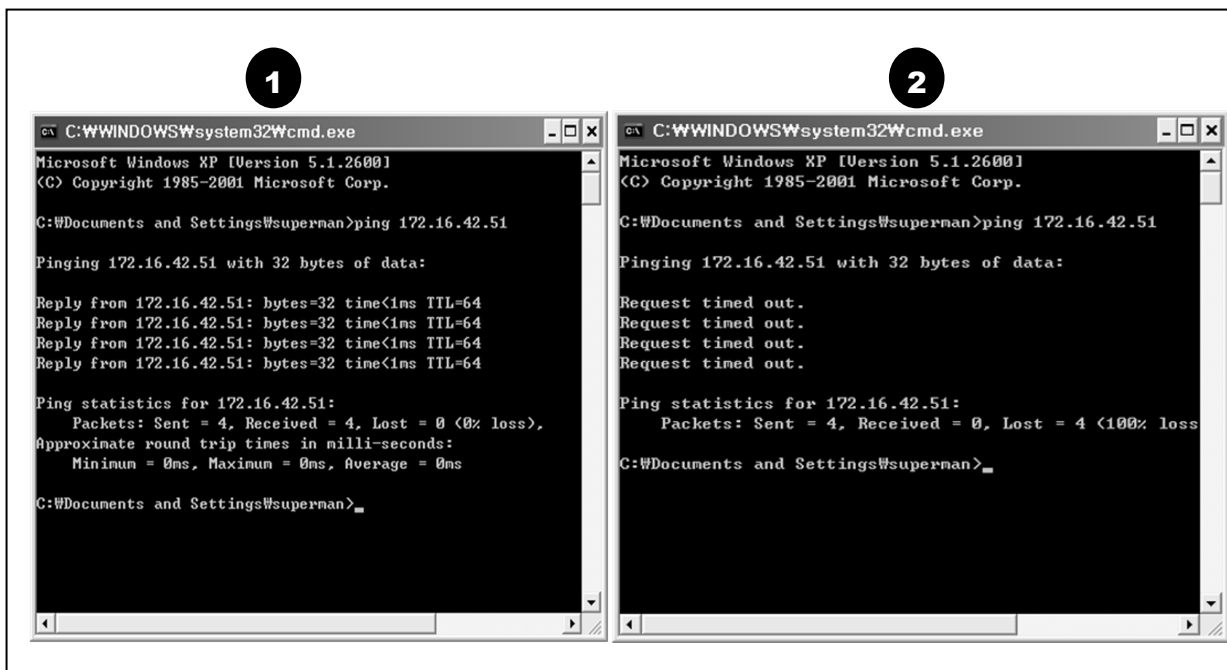 1
C:₩WINDOWS₩system32₩cmd.exe
Microsoft Windows XP [Version 5.1.2600]
(C) Copyright 1985-2001 Microsoft Corp.
C:₩Documents and Settings₩superman>ping 172.16.42.51
Pinging 172.16.42.51 with 32 bytes of data:
Reply from 172.16.42.51: bytes=32 time<1ms TTL=64
Reply from 172.16.42.51: bytes=32 time<1ms TTL=64
Reply from 172.16.42.51: bytes=32 time<1ms TTL=64
Reply from 172.16.42.51: bytes=32 time<1ms TTL=64
Ping statistics for 172.16.42.51:
Packets: Sent = 4, Received = 4, Lost = 0 (0% loss),
Approximate round trip times in milli-seconds:
Minimum = 0ms, Maximum = 0ms, Average = 0ms
C:₩Documents and Settings₩superman>_
2
C:₩WINDOWS₩system32₩cmd.exe
Microsoft Windows XP [Version 5.1.2600]
(C) Copyright 1985-2001 Microsoft Corp.
C:₩Documents and Settings₩superman>ping 172.16.42.51
Pinging 172.16.42.51 with 32 bytes of data:
Request timed out.
Request timed out.
Request timed out.
Request timed out.
Ping statistics for 172.16.42.51:
Packets: Sent = 4, Received = 0, Lost = 4 (100% loss
C:₩Documents and Settings₩superman>_